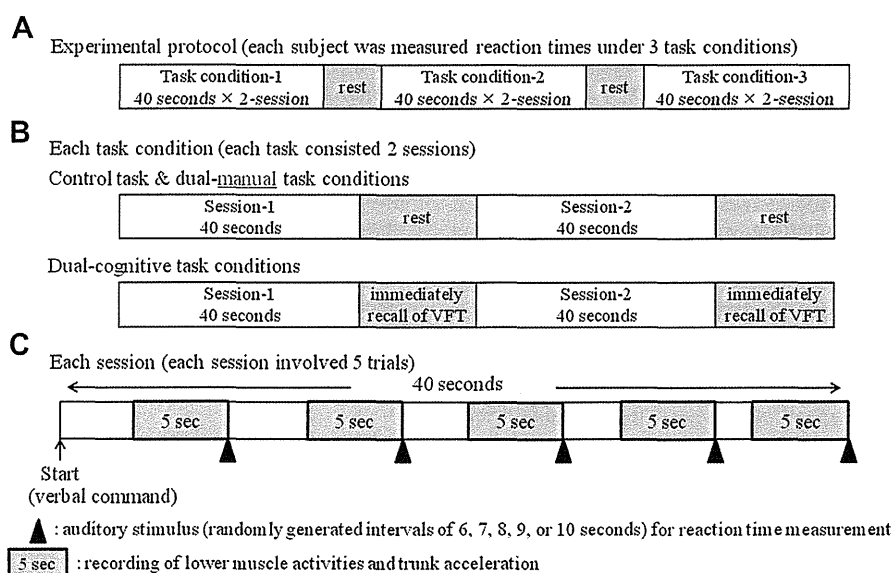 A
Experimental protocol (each subject was measured reaction times under 3 task conditions)
Task condition-1
40 seconds × 2-session
rest
Task condition-2
40 seconds × 2-session
rest
Task condition-3
40 seconds × 2-session
B
Each task condition (each task consisted 2 sessions)
Control task & dual-manual task conditions
Session-1
40 seconds
rest
Session-2
40 seconds
rest
Dual-cognitive task conditions
Session-1
40 seconds
immediately
recall of VFT
Session-2
40 seconds
immediately
recall of VFT
C
Each session (each session involved 5 trials)
40 seconds
5 sec
5 sec
5 sec
5 sec
5 sec
Start
(verbal command)
: auditory stimulus (randomly generated intervals of 6, 7, 8, 9, or 10 seconds) for reaction time measurement
5 sec : recording of lower muscle activities and trunk acceleration